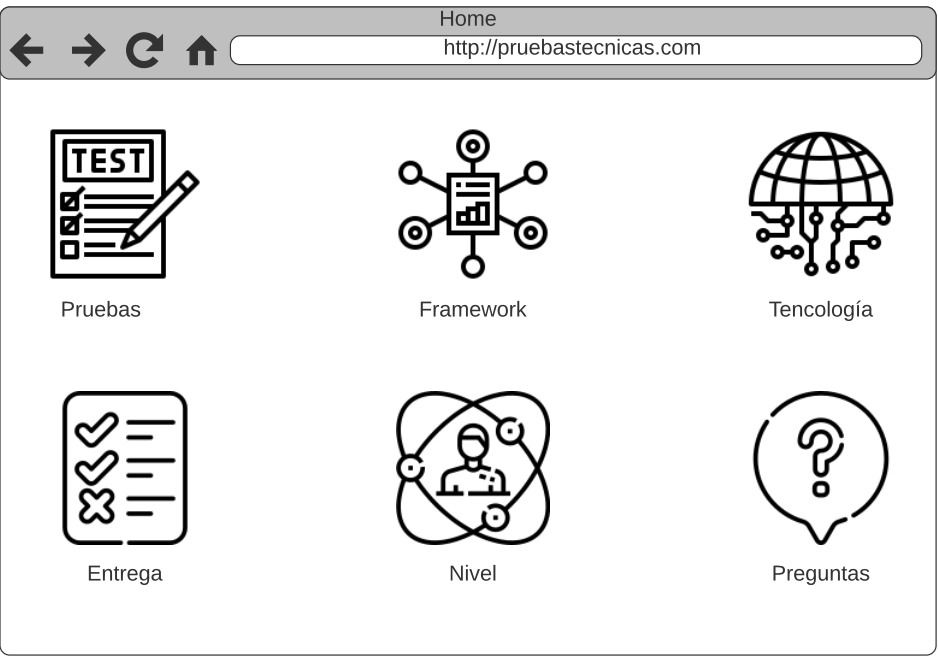 Home
http://pruebastecnicas.com
TEST
Pruebas
Framework
Tencología
Entrega
Nivel
Preguntas